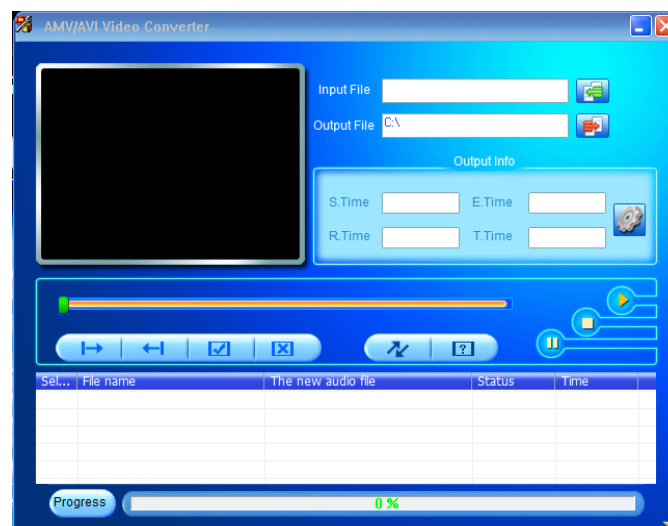 AMV/AVI Video Converter
Input File
Output File C:\
Output Info
S.Time E.Time
R.Time T.Time
?
Sel... File name The new audio file Status Time
Progress 0 %